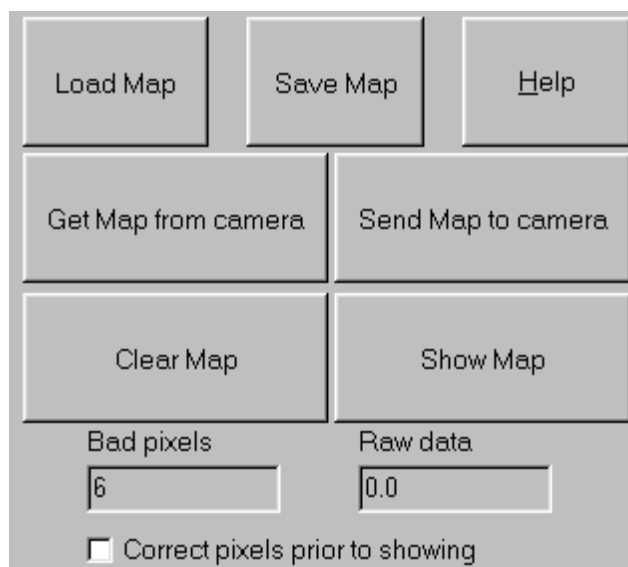 Load Map
Save Map
Help
Get Map from camera
Send Map to camera
Clear Map
Show Map
Bad pixels
Raw data
6
0.0
Correct pixels prior to showing